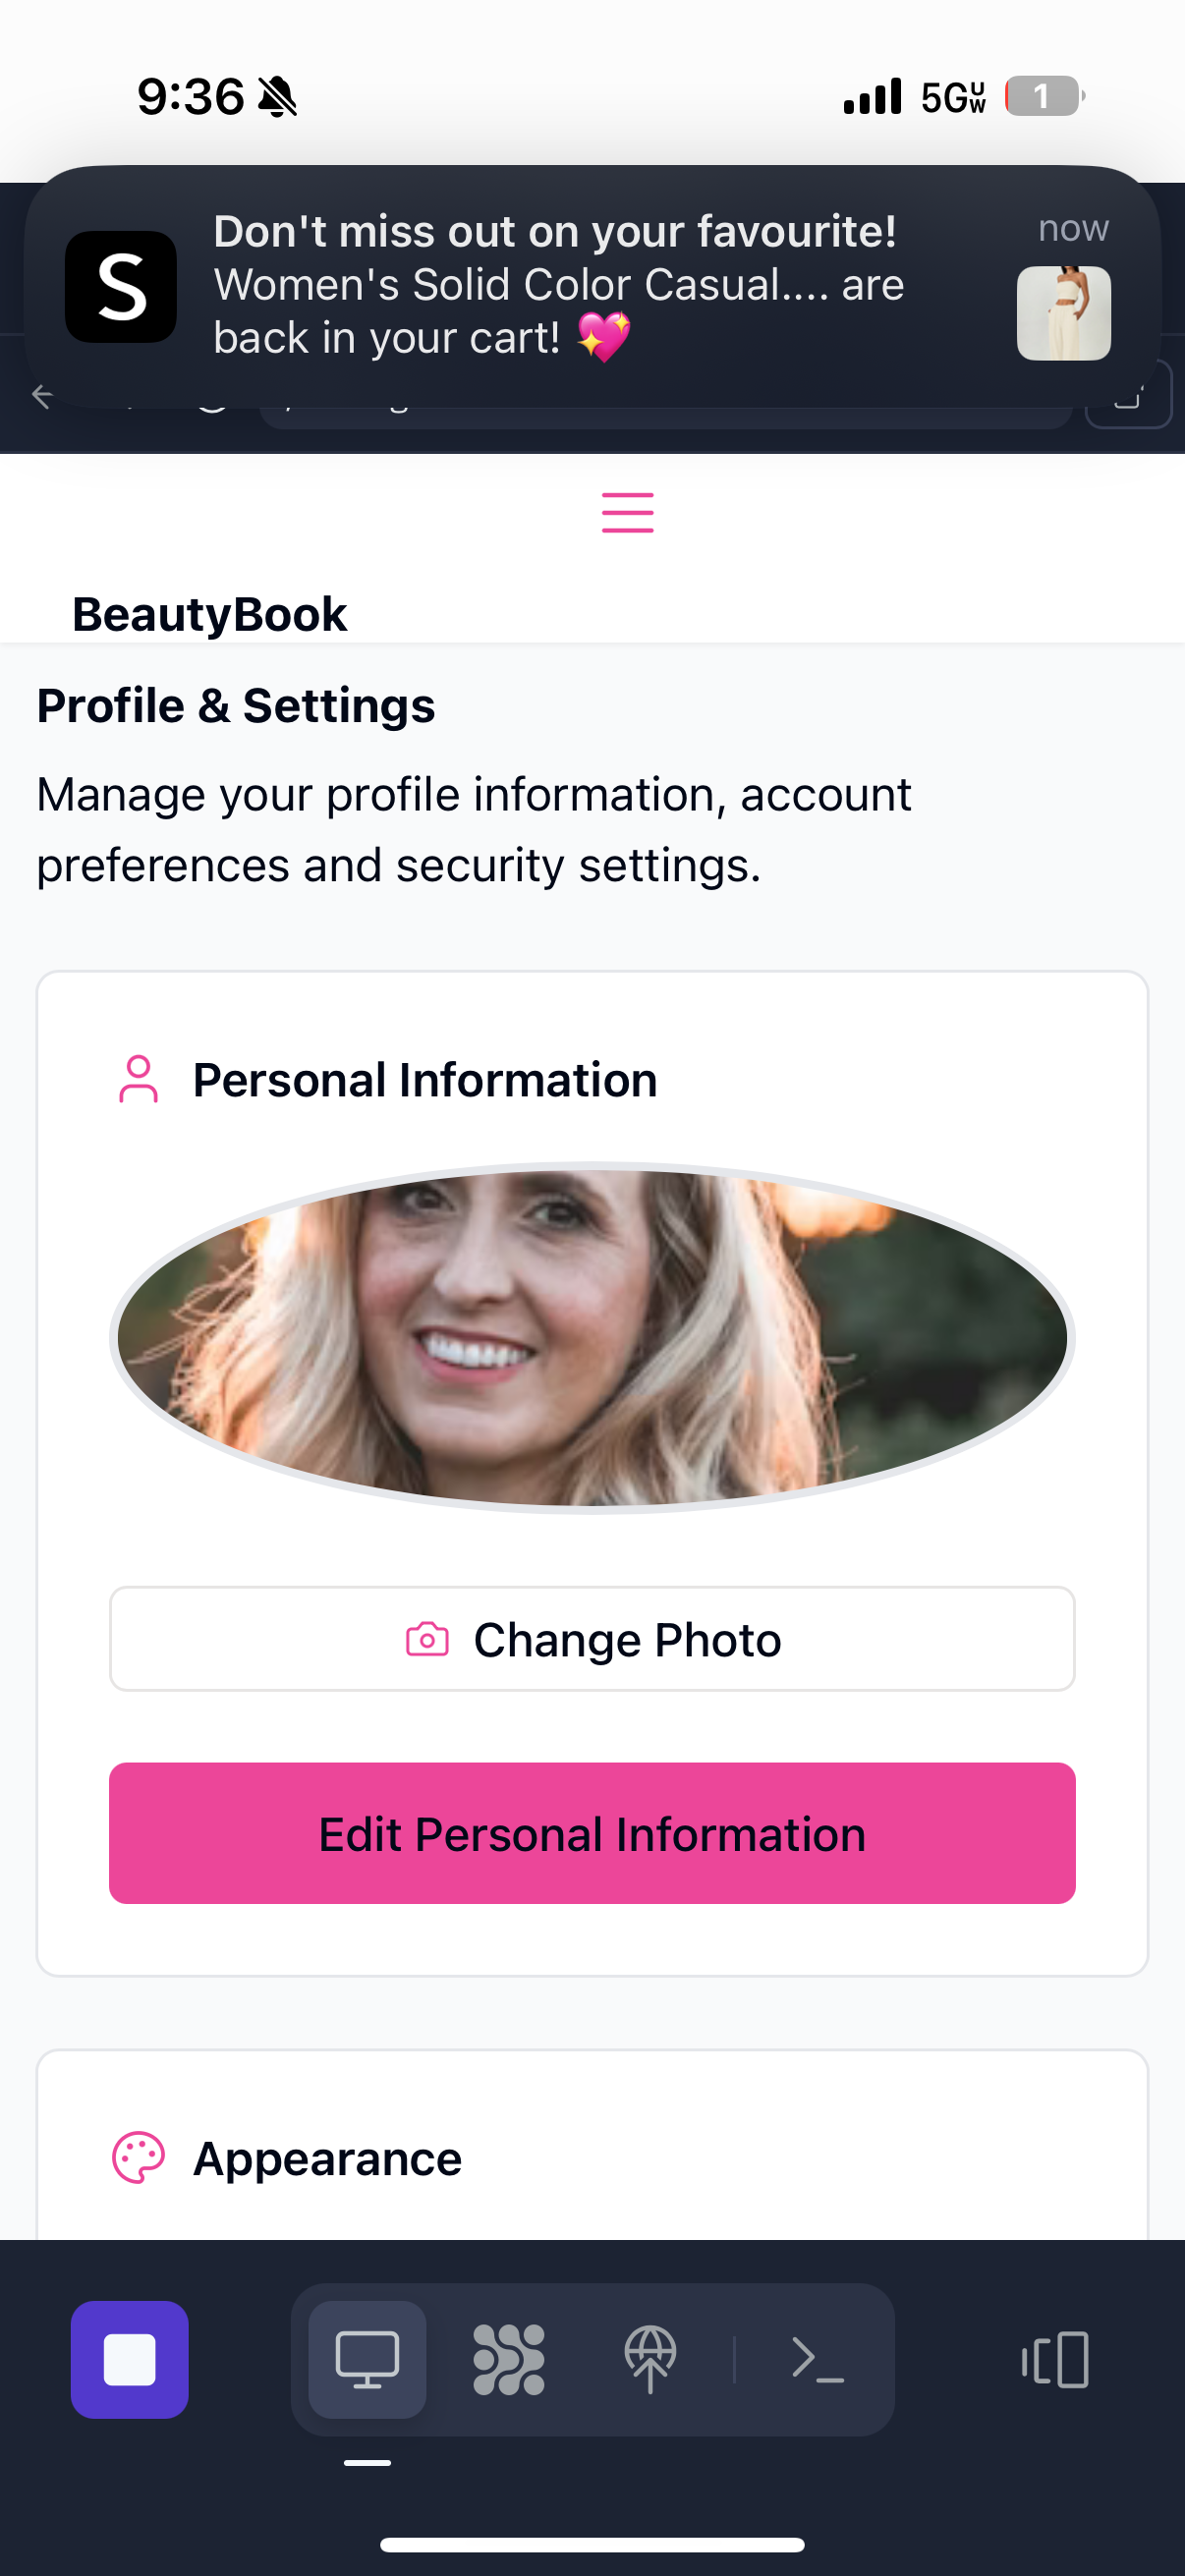 9:36
5G UW
1
S
Don't miss out on your favourite!
now
Women's Solid Color Casual.... are
back in your cart! 💖
BeautyBook
Profile & Settings
Manage your profile information, account
preferences and security settings.
Personal Information
Change Photo
Edit Personal Information
Appearance